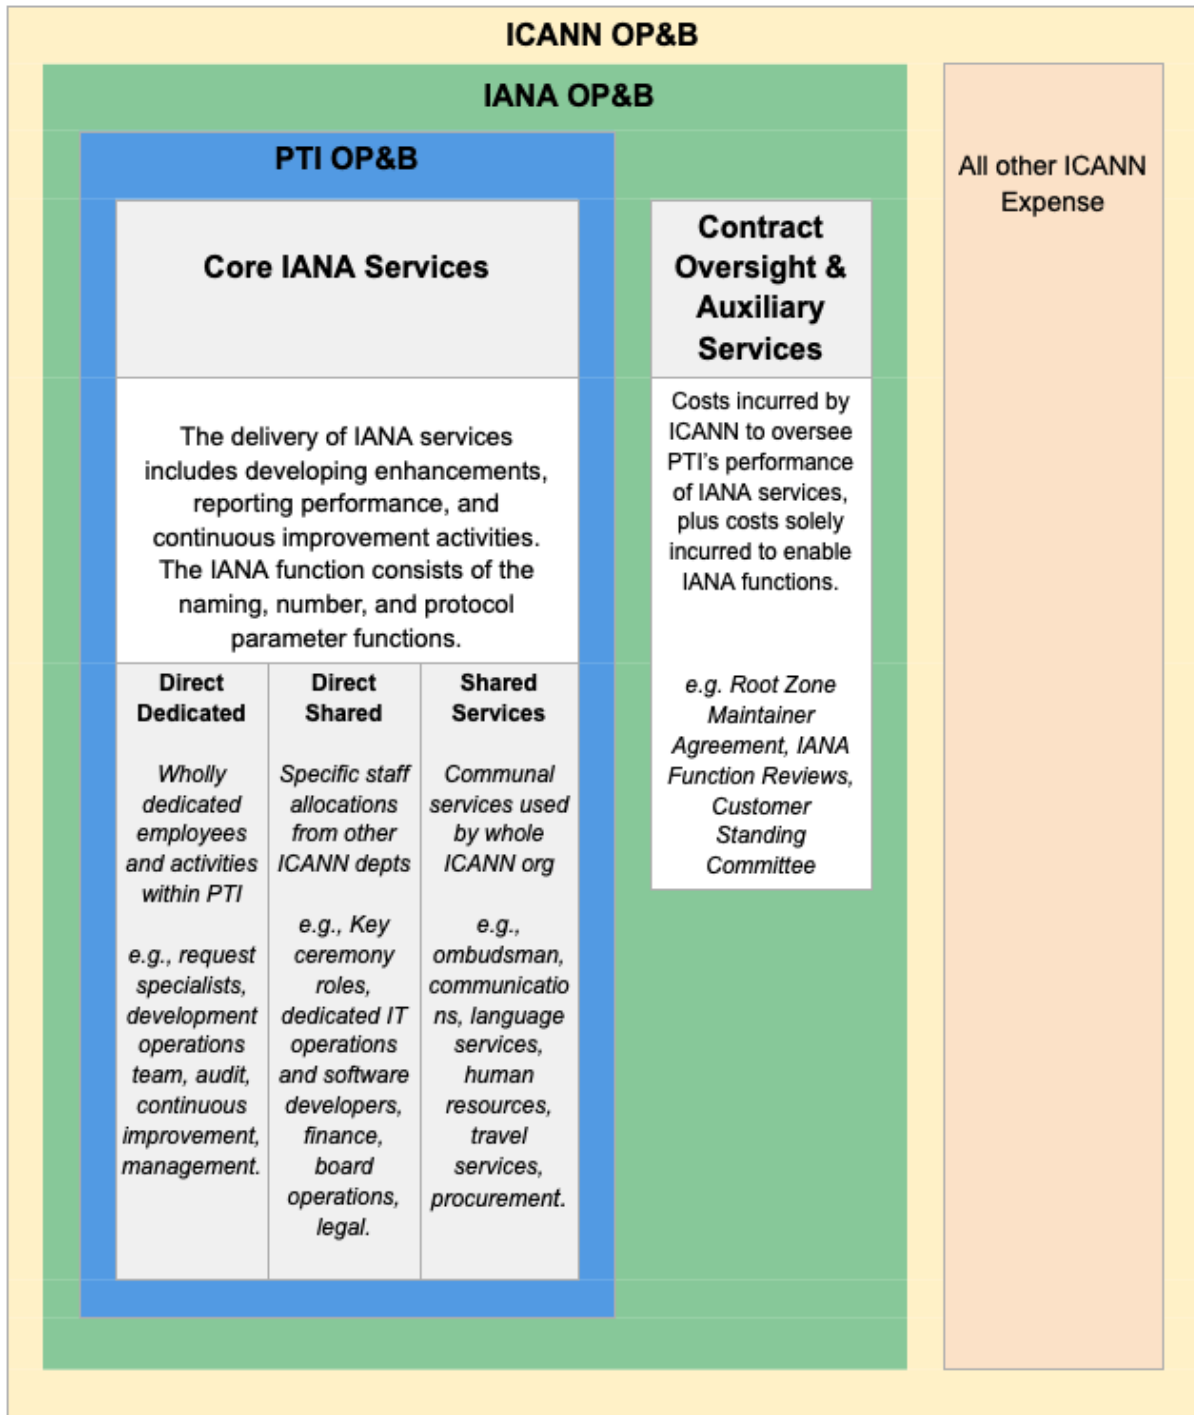 ICANN OP&B
IANA OP&B
PTI OP&B
Core IANA Services
The delivery of IANA services
includes developing enhancements,
reporting performance, and
continuous improvement activities.
The IANA function consists of the
naming, number, and protocol
parameter functions.
Direct
Dedicated
Wholly
dedicated
employees
and activities
within PTI
e.g., request
specialists,
development
operations
team, audit,
continuous
improvement,
management.
Direct
Shared
Specific staff
allocations
from other
ICANN depts
e.g., Key
ceremony
roles,
dedicated IT
operations
and software
developers,
finance,
board
operations,
legal.
Shared
Services
Communal
services used
by whole
ICANN org
e.g.,
ombudsman,
communicatio
ns, language
services,
human
resources,
travel
services,
procurement.
Contract
Oversight &
Auxiliary
Services
Costs incurred by
ICANN to oversee
PTI’s performance
of IANA services,
plus costs solely
incurred to enable
IANA functions.
e.g. Root Zone
Maintainer
Agreement, IANA
Function Reviews,
Customer
Standing
Committee
All other ICANN
Expense